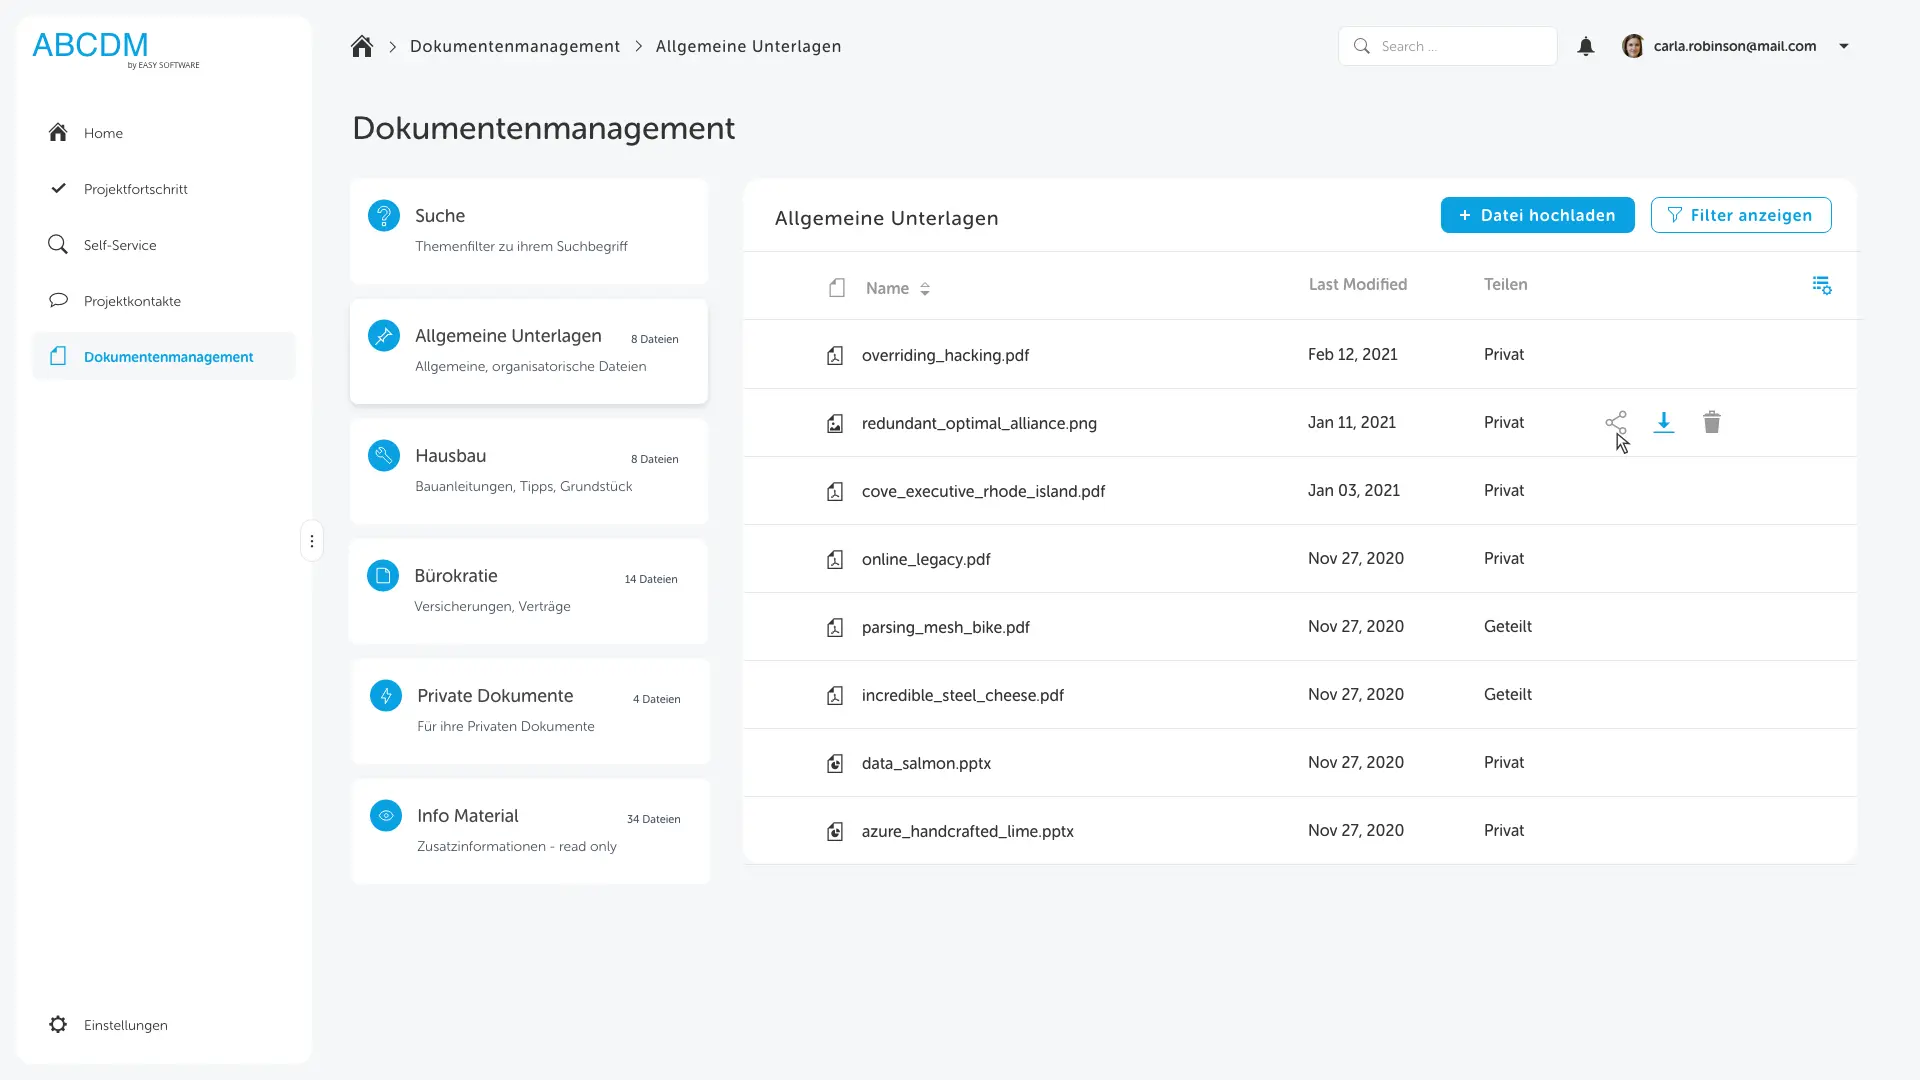 ABCDM
by EASY SOFTWARE
Home
Projektfortschritt
Self-Service
Projektkontakte
Dokumentenmanagement
Einstellungen
Dokumentenmanagement > Allgemeine Unterlagen
Search ...
carla.robinson@mail.com
Dokumentenmanagement
Suche
Themenfilter zu ihrem Suchbegriff
Allgemeine Unterlagen 8 Dateien
Allgemeine, organisatorische Dateien
Hausbau 8 Dateien
Bauanleitungen, Tipps, Grundstück
Bürokratie 14 Dateien
Versicherungen, Verträge
Private Dokumente 4 Dateien
Für ihre Privaten Dokumente
Info Material 34 Dateien
Zusatzinformationen - read only
Allgemeine Unterlagen
+ Datei hochladen
Filter anzeigen
Name Last Modified Teilen
overriding_hacking.pdf Feb 12, 2021 Privat
redundant_optimal_alliance.png Jan 11, 2021 Privat
cove_executive_rhode_island.pdf Jan 03, 2021 Privat
online_legacy.pdf Nov 27, 2020 Privat
parsing_mesh_bike.pdf Nov 27, 2020 Geteilt
incredible_steel_cheese.pdf Nov 27, 2020 Geteilt
data_salmon.pptx Nov 27, 2020 Privat
azure_handcrafted_lime.pptx Nov 27, 2020 Privat